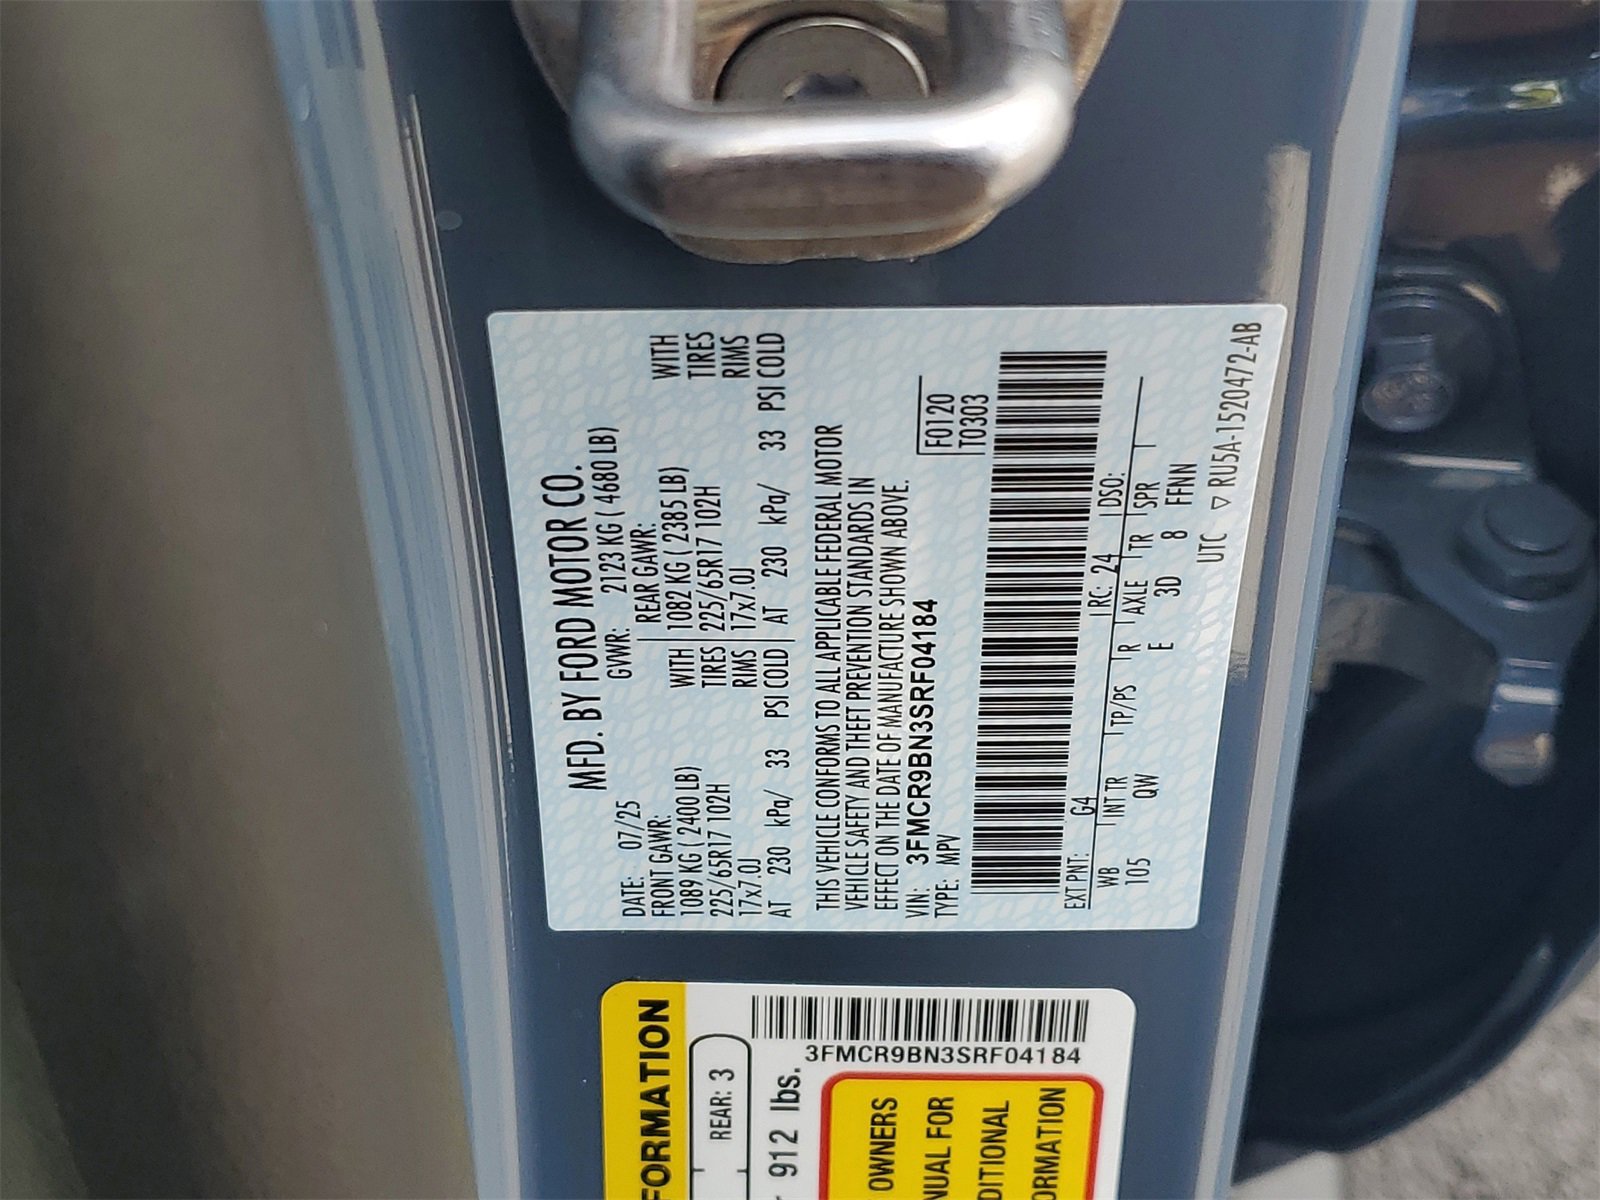 MFD. BY FORD MOTOR CO.
DATE: 07/25 GVWR: 2123 KG ( 4680 LB)
FRONT GAWR: REAR GAWR:
1089 KG ( 2400 LB) WITH 1082 KG ( 2385 LB) WITH
225/65R17 102H TIRES 225/65R17 102H TIRES
17x7.0J RIMS 17x7.0J RIMS
AT 230 kPa/ 33 PSI COLD AT 230 kPa/ 33 PSI COLD
THIS VEHICLE CONFORMS TO ALL APPLICABLE FEDERAL MOTOR
VEHICLE SAFETY AND THEFT PREVENTION STANDARDS IN
EFFECT ON THE DATE OF MANUFACTURE SHOWN ABOVE.
VIN: 3FMCR9BN3SRF04184 F0120
TYPE: MPV T0303
EXT PNT: G4 RC: 24 DSO:
WB INT TR TP/PS R AXLE TR SPR
105 QW E 3D 8 FFNN
UTC ▽ RU5A-1520472-AB
FORMATION
REAR: 3
912 lbs.
3FMCR9BN3SRF04184
OWNERS
NUAL FOR
DITIONAL
ORMATION